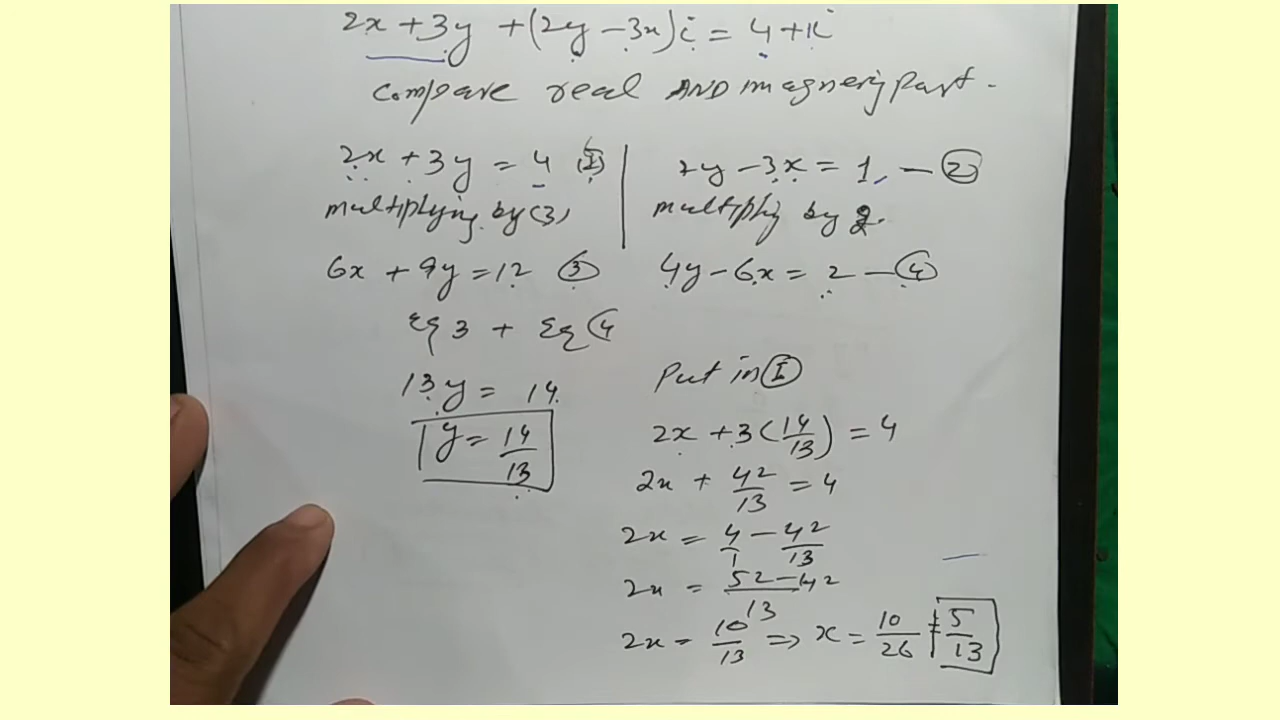 2x + 3y + (2y - 3x)i = 4 + i
compare real AND imagnery part.
2x + 3y = 4 (I)
multiplying by (3)
6x + 9y = 12 (3)
2y - 3x = 1, - (2)
multiply by 2.
4y - 6x = 2 - (4)
Eq 3 + Eq (4
13y = 14
y = 14/13
Put in (I)
2x + 3(14/13) = 4
2x + 42/13 = 4
2x = 4/1 - 42/13
2x = 52-42/13
2x = 10/13 => x = 10/26 = 5/13